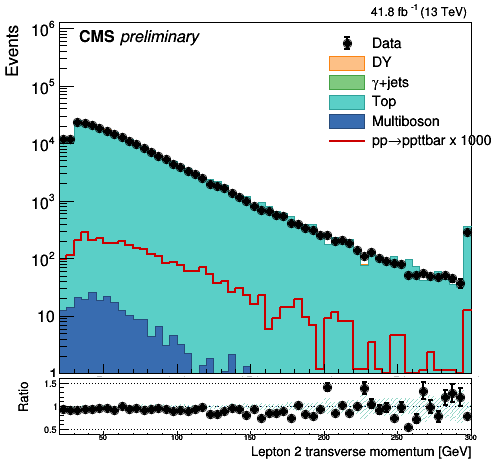 41.8 fb⁻¹ (13 TeV)
CMS preliminary
Events
10⁶
10⁵
10⁴
10³
10²
10
1
Data
DY
γ+jets
Top
Multiboson
pp→ppttbar x 1000
Ratio
1.5
1
0.5
50 100 150 200 250 300
Lepton 2 transverse momentum [GeV]